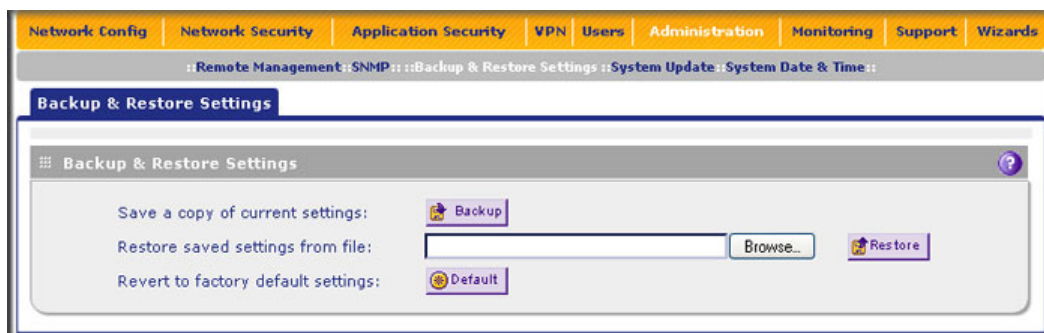 Network Config Network Security Application Security VPN Users Administration Monitoring Support Wizards
::Remote Management::SNMP:: ::Backup & Restore Settings ::System Update::System Date & Time::
Backup & Restore Settings
Backup & Restore Settings ?
Save a copy of current settings: Backup
Restore saved settings from file: Browse... Restore
Revert to factory default settings: Default